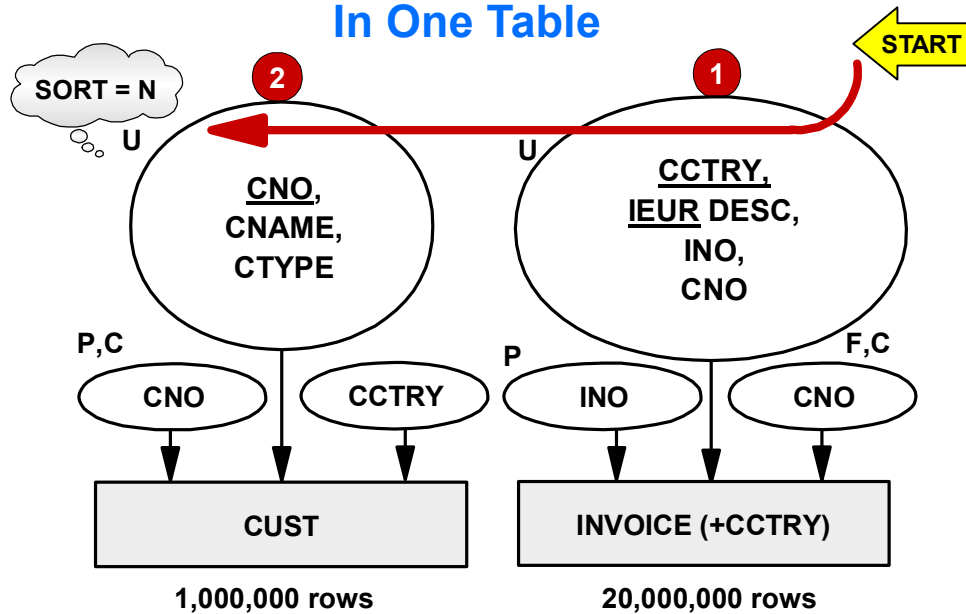 In One Table
START
SORT = N
2
1
U
U
CNO,
CNAME,
CTYPE
CCTRY,
IEUR DESC,
INO,
CNO
P,C
P
F,C
CNO
CCTRY
INO
CNO
CUST
INVOICE (+CCTRY)
1,000,000 rows
20,000,000 rows